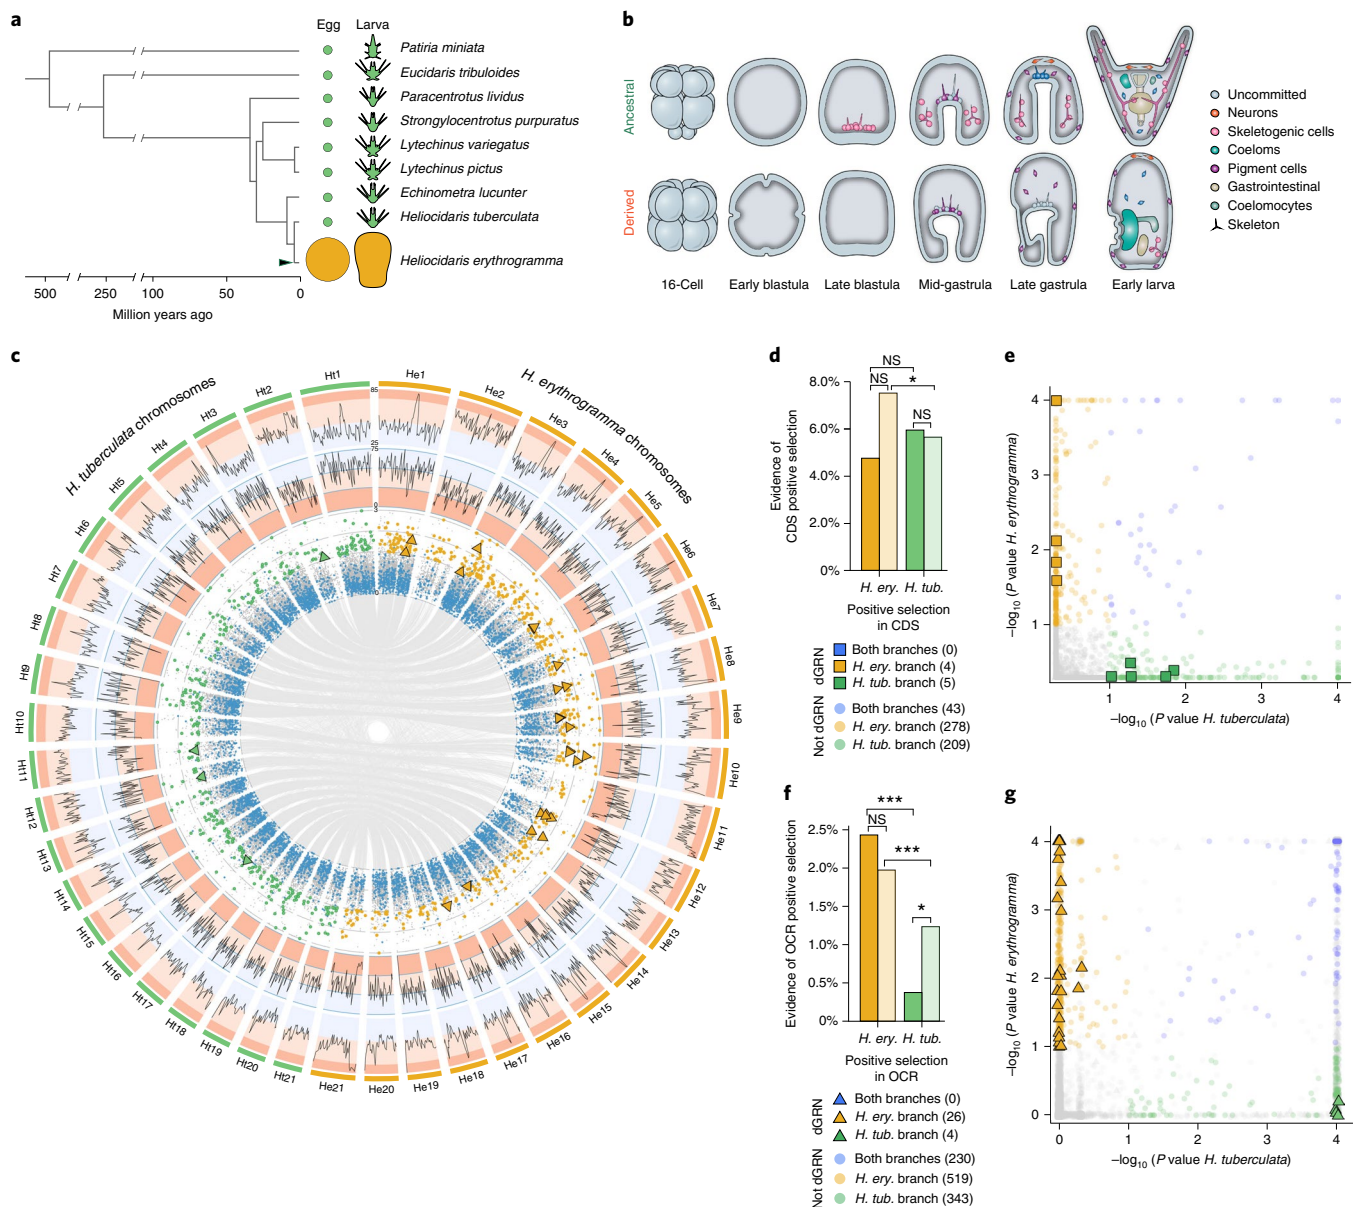 a
Egg
Larva
Patiria miniata
Eucidaris tribuloides
Paracentrotus lividus
Strongylocentrotus purpuratus
Lytechinus variegatus
Lytechinus pictus
Echinometra lucunter
Heliocidaris tuberculata
Heliocidaris erythrogramma
500 250 100 50 0
Million years ago
b
Ancestral
Derived
16-Cell
Early blastula
Late blastula
Mid-gastrula
Late gastrula
Early larva
Uncommitted
Neurons
Skeletogenic cells
Coeloms
Pigment cells
Gastrointestinal
Coelomocytes
Skeleton
c
H. tuberculata chromosomes
H. erythrogramma chromosomes
Ht1
Ht2
Ht3
Ht4
Ht5
Ht6
Ht7
Ht8
Ht9
Ht10
Ht11
Ht12
Ht13
Ht14
Ht15
Ht16
Ht17
Ht18
Ht19
Ht20
Ht21
He1
He2
He3
He4
He5
He6
He7
He8
He9
He10
He11
He12
He13
He14
He15
He16
He17
He18
He19
He20
He21
85
25
75
0
3
0
d
NS
NS *
NS
8.0%
6.0%
4.0%
2.0%
0%
Evidence of
CDS positive selection
H. ery. H. tub.
Positive selection
in CDS
dGRN
Both branches (0)
H. ery. branch (4)
H. tub. branch (5)
Not dGRN
Both branches (43)
H. ery. branch (278)
H. tub. branch (209)
e
4
3
2
1
–log10 (P value H. erythrogramma)
1 2 3 4
–log10 (P value H. tuberculata)
f
***
NS
***
*
2.5%
2.0%
1.5%
1.0%
0.5%
0%
Evidence of OCR positive selection
H. ery. H. tub.
Positive selection
in OCR
dGRN
Both branches (0)
H. ery. branch (26)
H. tub. branch (4)
Not dGRN
Both branches (230)
H. ery. branch (519)
H. tub. branch (343)
g
4
3
2
1
0
–log10 (P value H. erythrogramma)
0 1 2 3 4
–log10 (P value H. tuberculata)